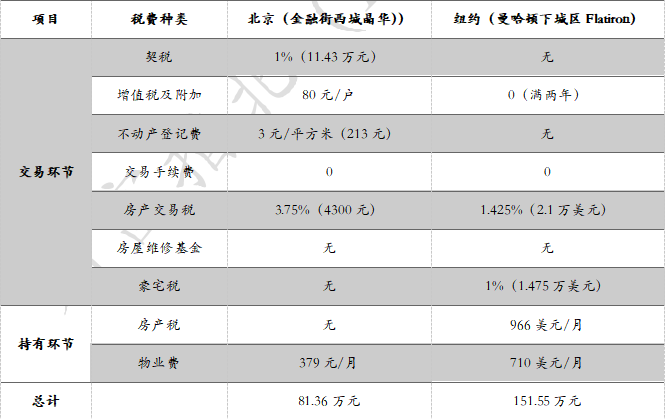 项目 税费种类 北京（金融街西城晶华)） 纽约（曼哈顿下城区 Flatiron）
契税 1%（11.43 万元） 无
增值税及附加 80 元/户 0（满两年）
不动产登记费 3 元/平方米（213 元） 无
交易环节 交易手续费 0 0
房产交易税 3.75%（4300 元） 1.425%（2.1 万美元）
房屋维修基金 无 无
豪宅税 无 1%（1.475 万美元）
房产税 无 966 美元/月
持有环节
物业费 379 元/月 710 美元/月
总计 81.36 万元 151.55 万元